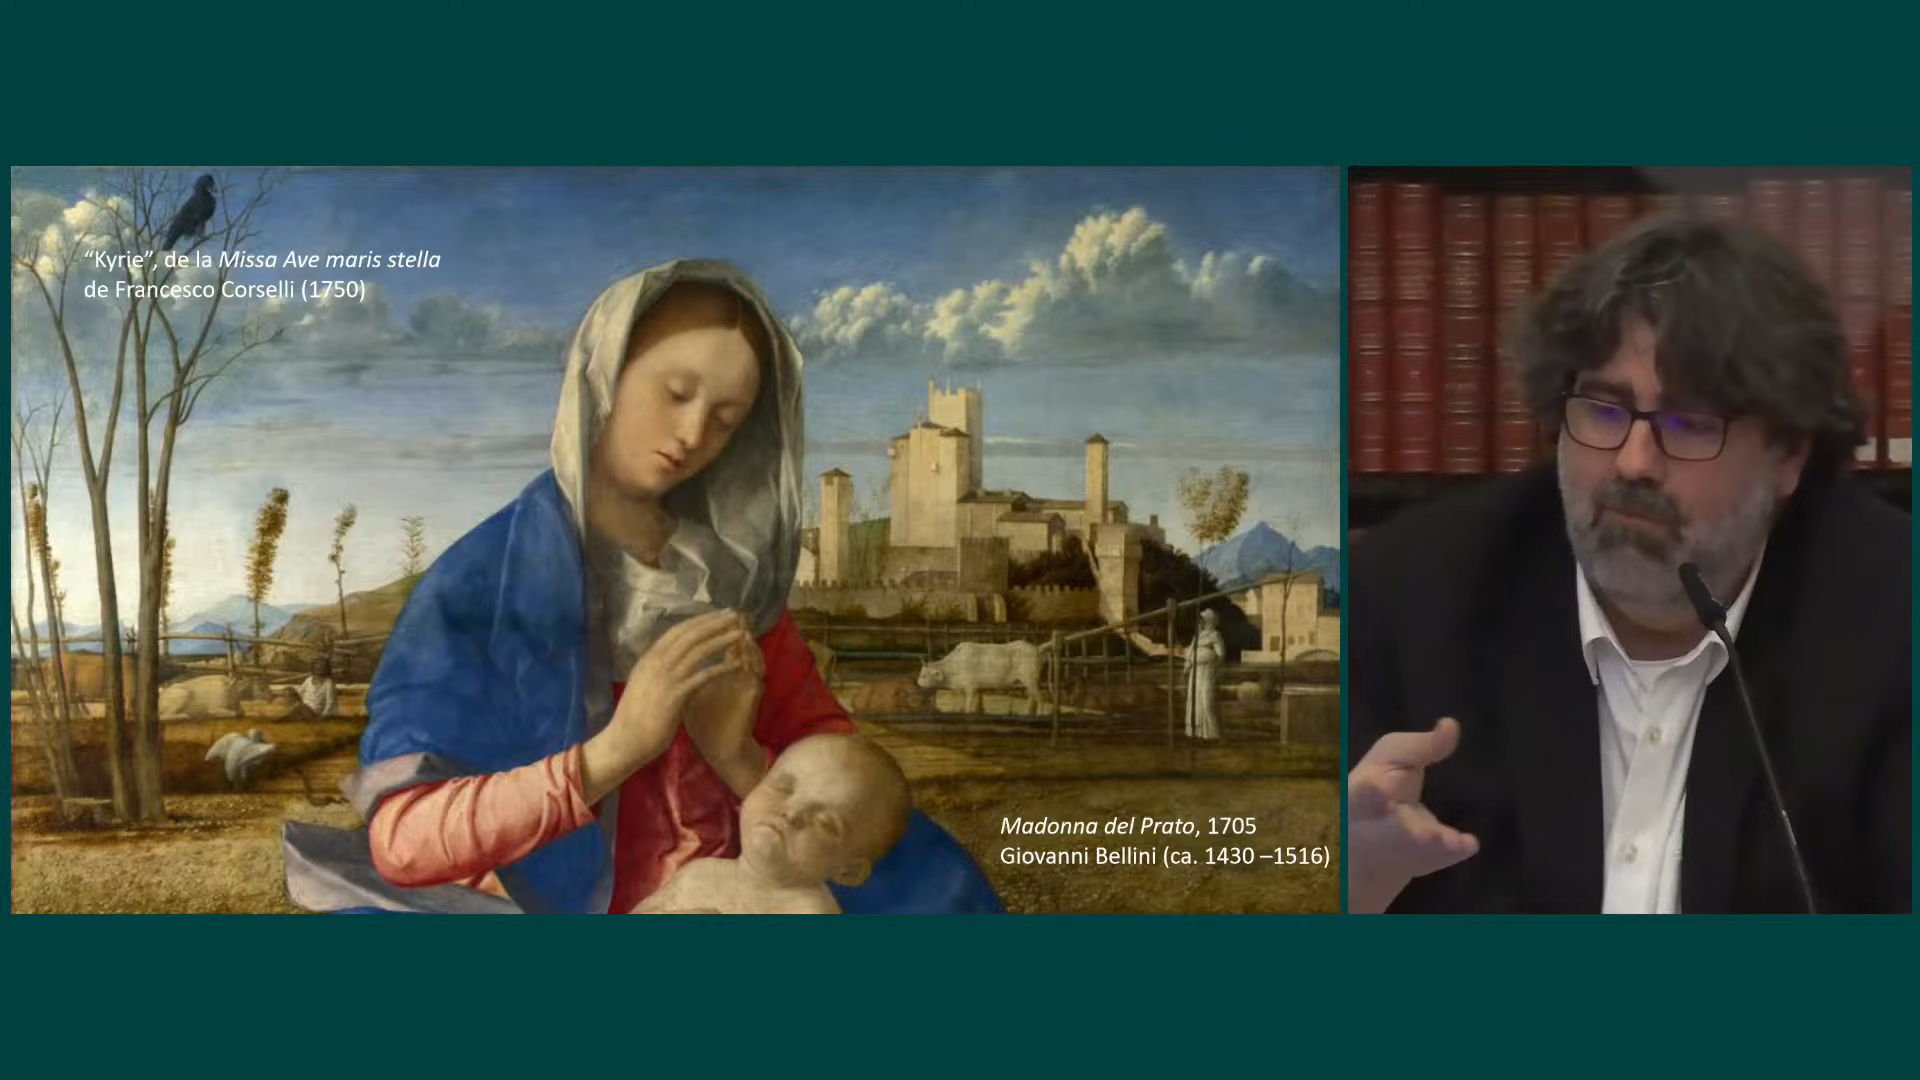 “Kyrie”, de la Missa Ave maris stella
de Francesco Corselli (1750)
Madonna del Prato, 1705
Giovanni Bellini (ca. 1430 –1516)